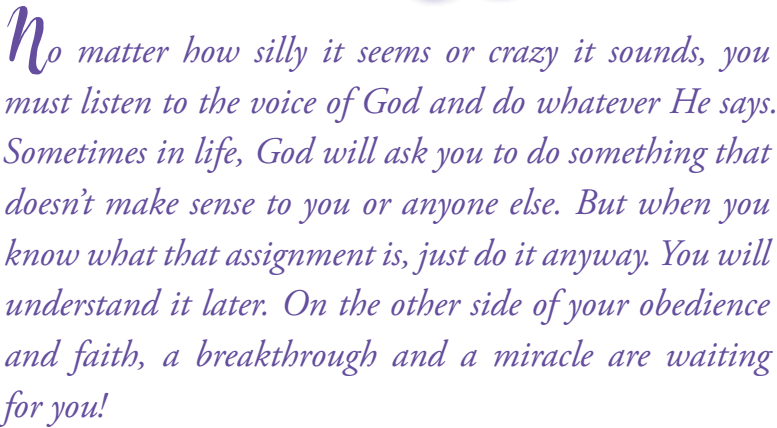 No matter how silly it seems or crazy it sounds, you
must listen to the voice of God and do whatever He says.
Sometimes in life, God will ask you to do something that
doesn’t make sense to you or anyone else. But when you
know what that assignment is, just do it anyway. You will
understand it later. On the other side of your obedience
and faith, a breakthrough and a miracle are waiting
for you!